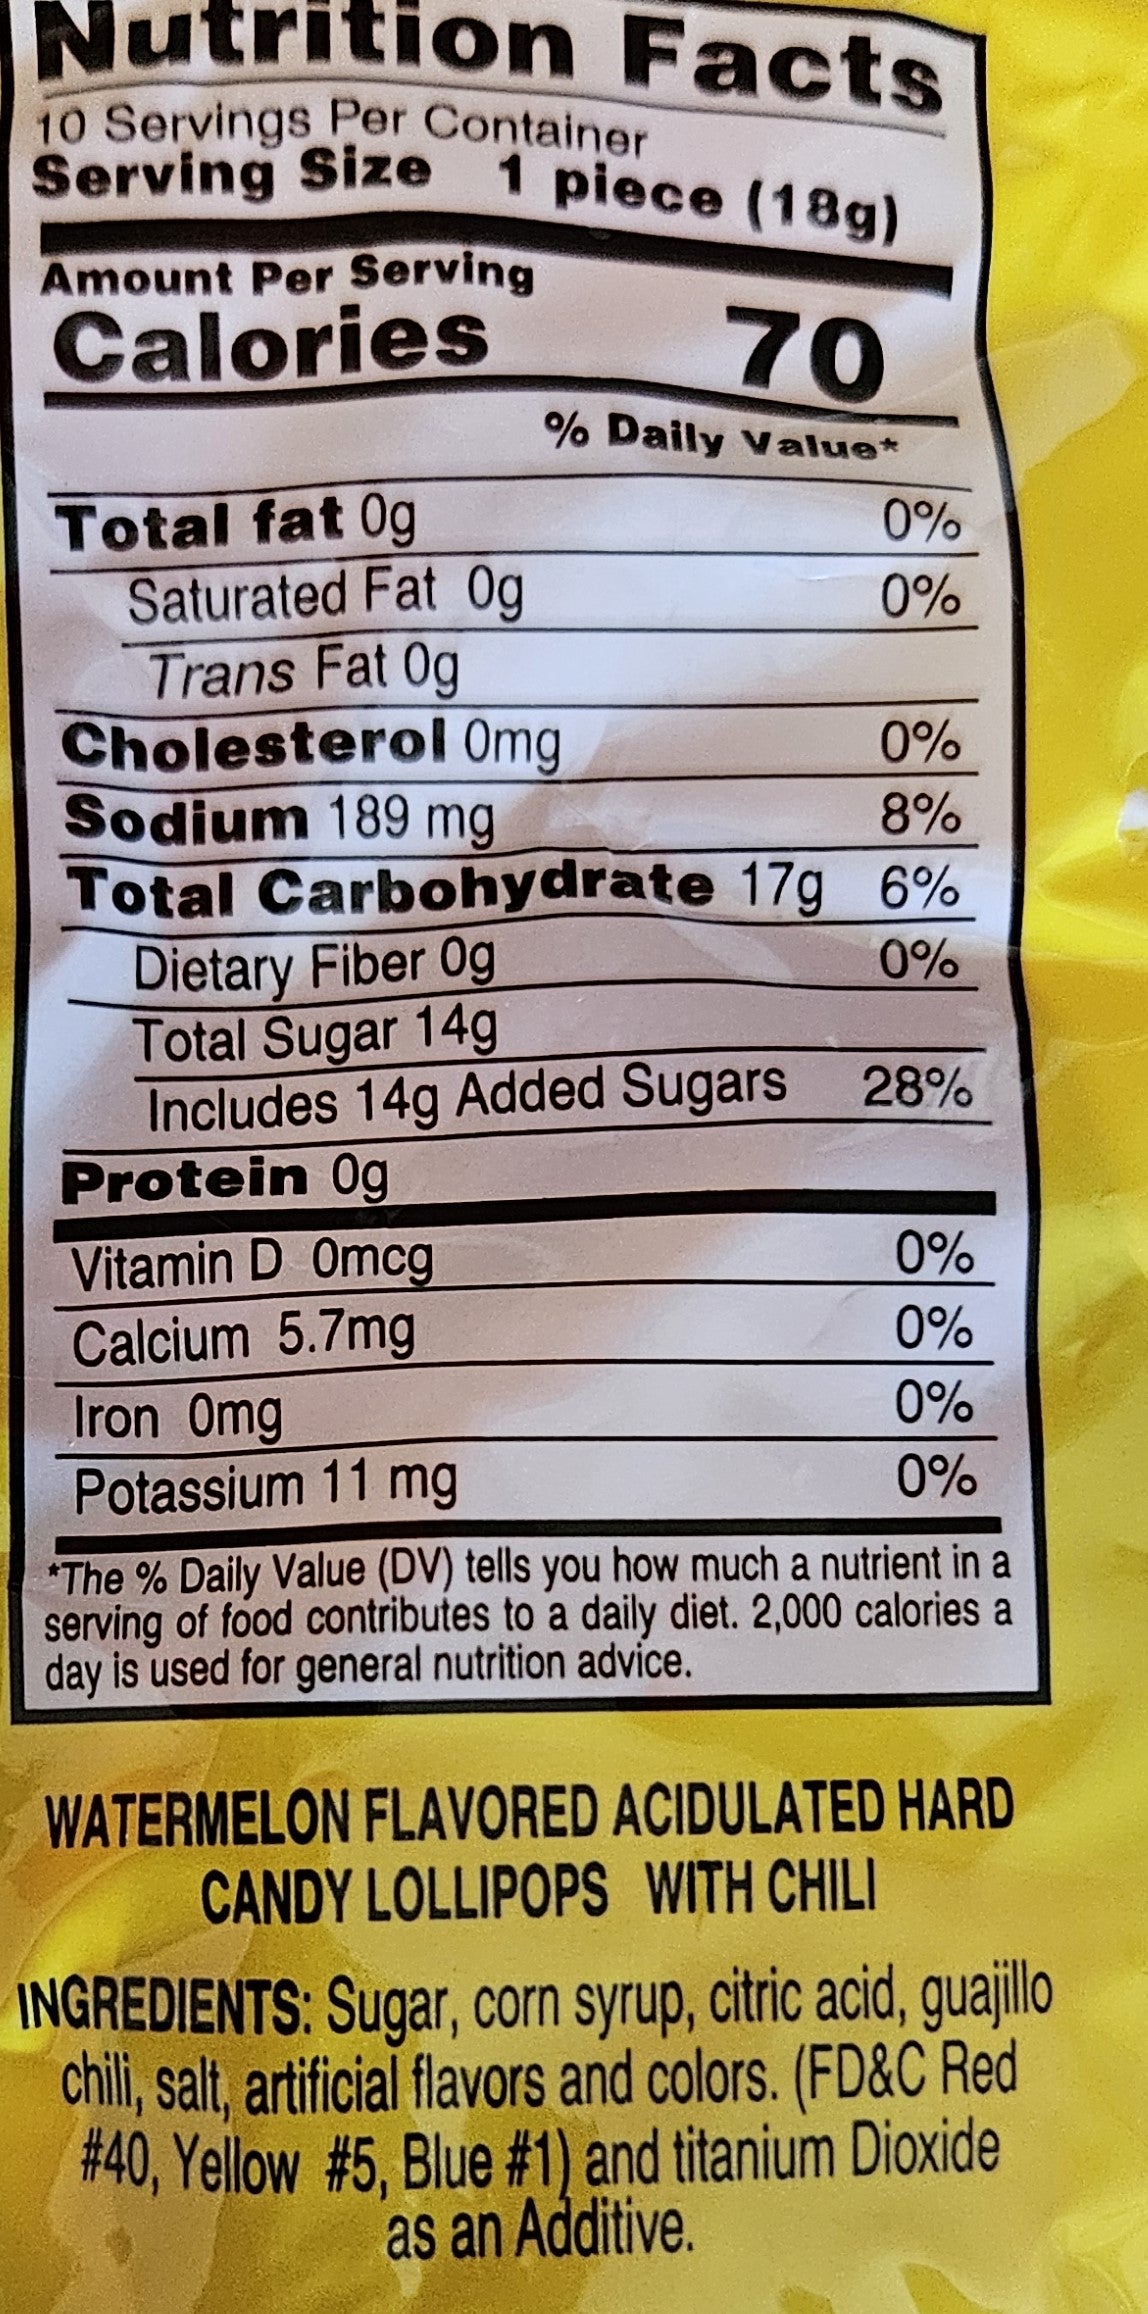 Nutrition Facts
10 Servings Per Container
Serving Size 1 piece (18g)
Amount Per Serving
Calories 70
% Daily Value*
Total fat 0g 0%
Saturated Fat 0g 0%
Trans Fat 0g
Cholesterol 0mg 0%
Sodium 189 mg 8%
Total Carbohydrate 17g 6%
Dietary Fiber 0g 0%
Total Sugar 14g
Includes 14g Added Sugars 28%
Protein 0g
Vitamin D 0mcg 0%
Calcium 5.7mg 0%
Iron 0mg 0%
Potassium 11 mg 0%
*The % Daily Value (DV) tells you how much a nutrient in a
serving of food contributes to a daily diet. 2,000 calories a
day is used for general nutrition advice.
WATERMELON FLAVORED ACIDULATED HARD
CANDY LOLLIPOPS WITH CHILI
INGREDIENTS: Sugar, corn syrup, citric acid, guajillo
chili, salt, artificial flavors and colors. (FD&C Red
#40, Yellow #5, Blue #1) and titanium Dioxide
as an Additive.